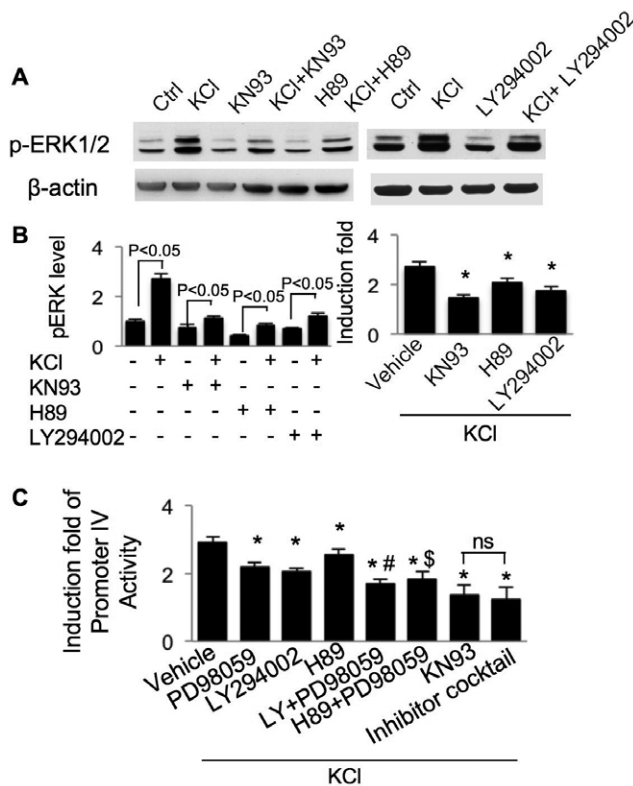 A
Ctrl KCl KN93 KCl+KN93 H89 KCl+H89 Ctrl KCl LY294002 KCl+ LY294002
p-ERK1/2
β-actin
B
pERK level
4
2
0
P<0.05 P<0.05 P<0.05 P<0.05
KCl - + - + - + - +
KN93 - - + + - - - -
H89 - - - - + + - -
LY294002 - - - - - - + +
Induction fold
4
2
0
* * *
Vehicle KN93 H89 LY294002
KCl
C
Induction fold of
Promoter IV
Activity
4
2
0
* * * * # * $ * ns *
Vehicle PD98059 LY294002 H89 LY+PD98059 H89+PD98059 KN93 Inhibitor cocktail
KCl